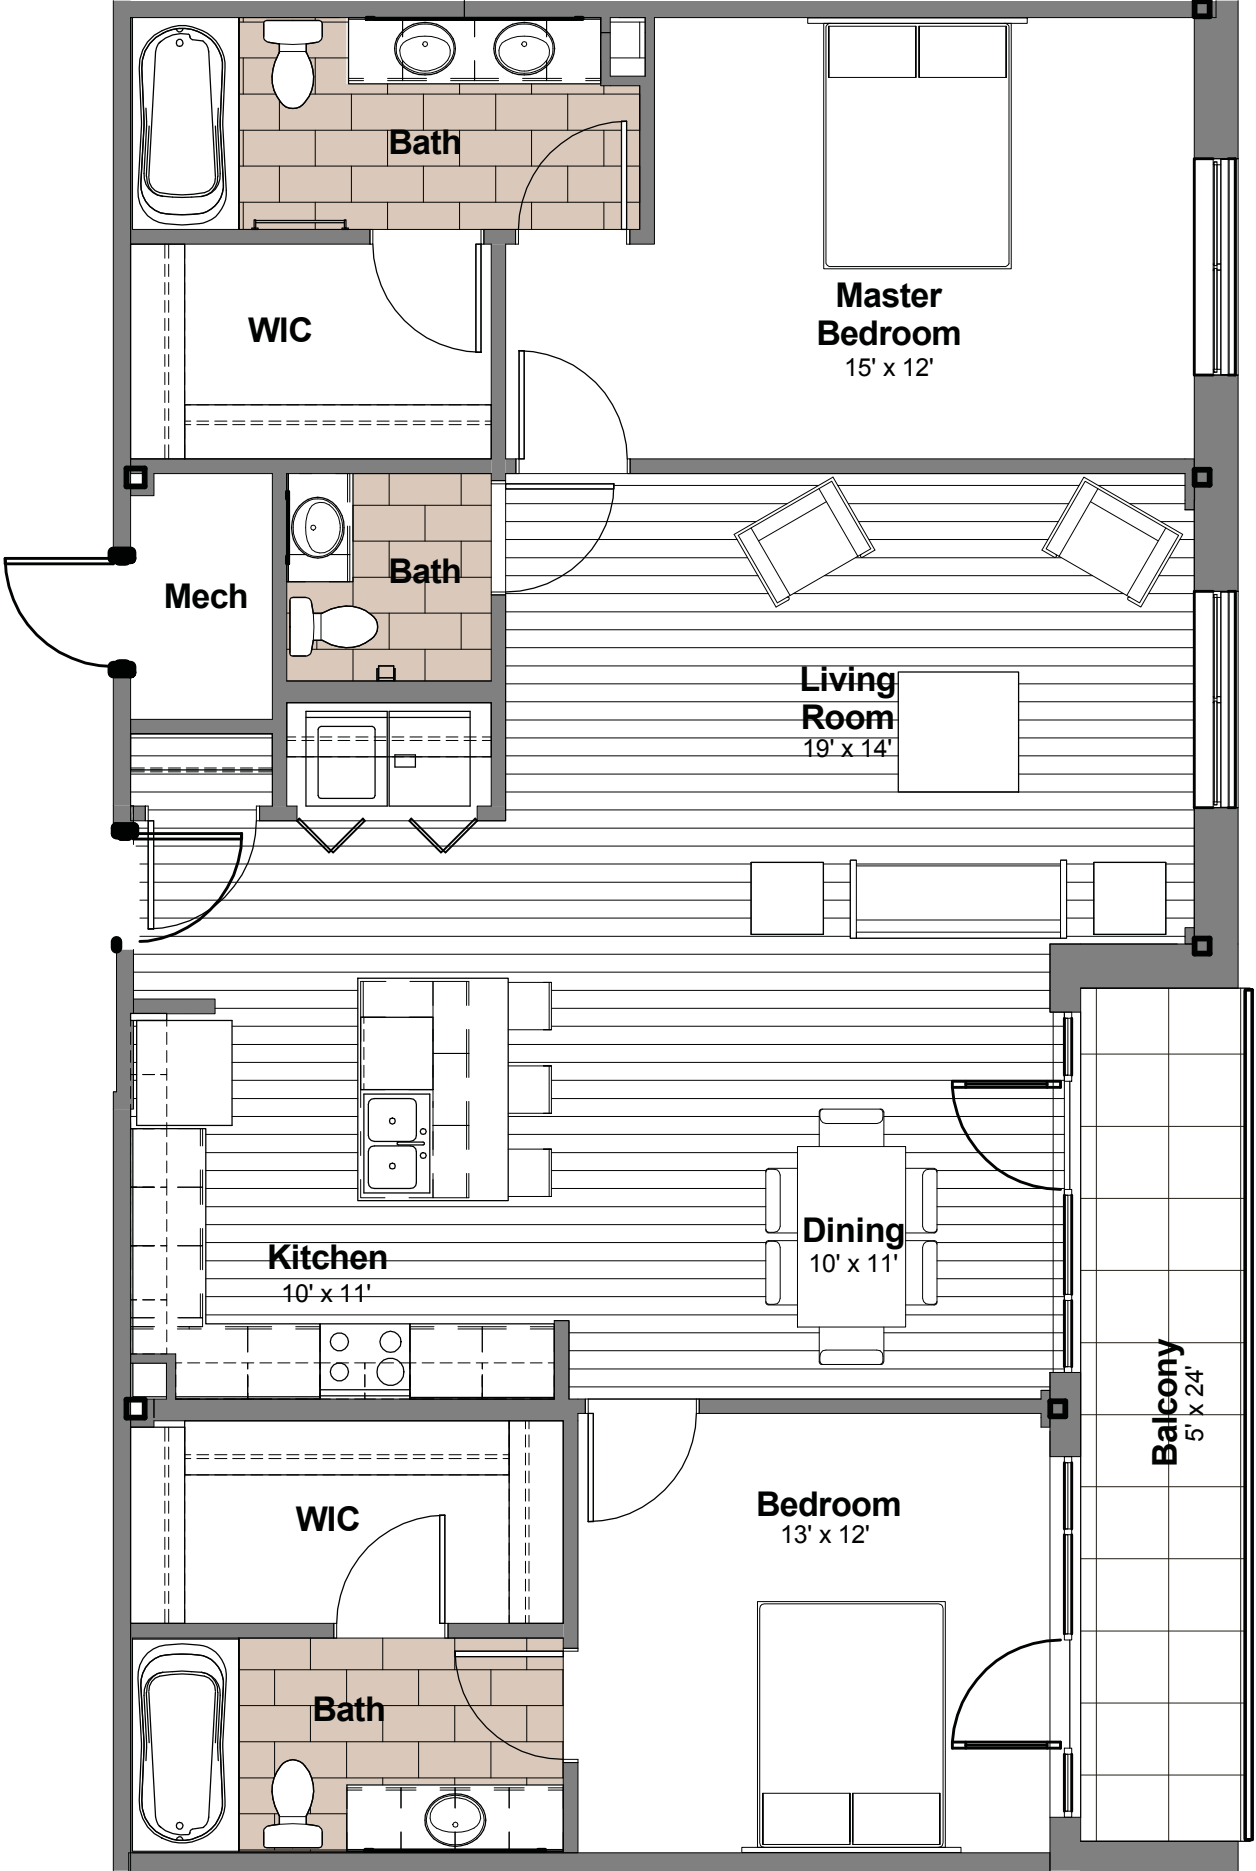 Bath
Master
Bedroom
15' x 12'
WIC
Bath
Mech
Living
Room
19' x 14'
Kitchen
10' x 11'
Dining
10' x 11'
Balcony
5' x 24'
WIC
Bedroom
13' x 12'
Bath